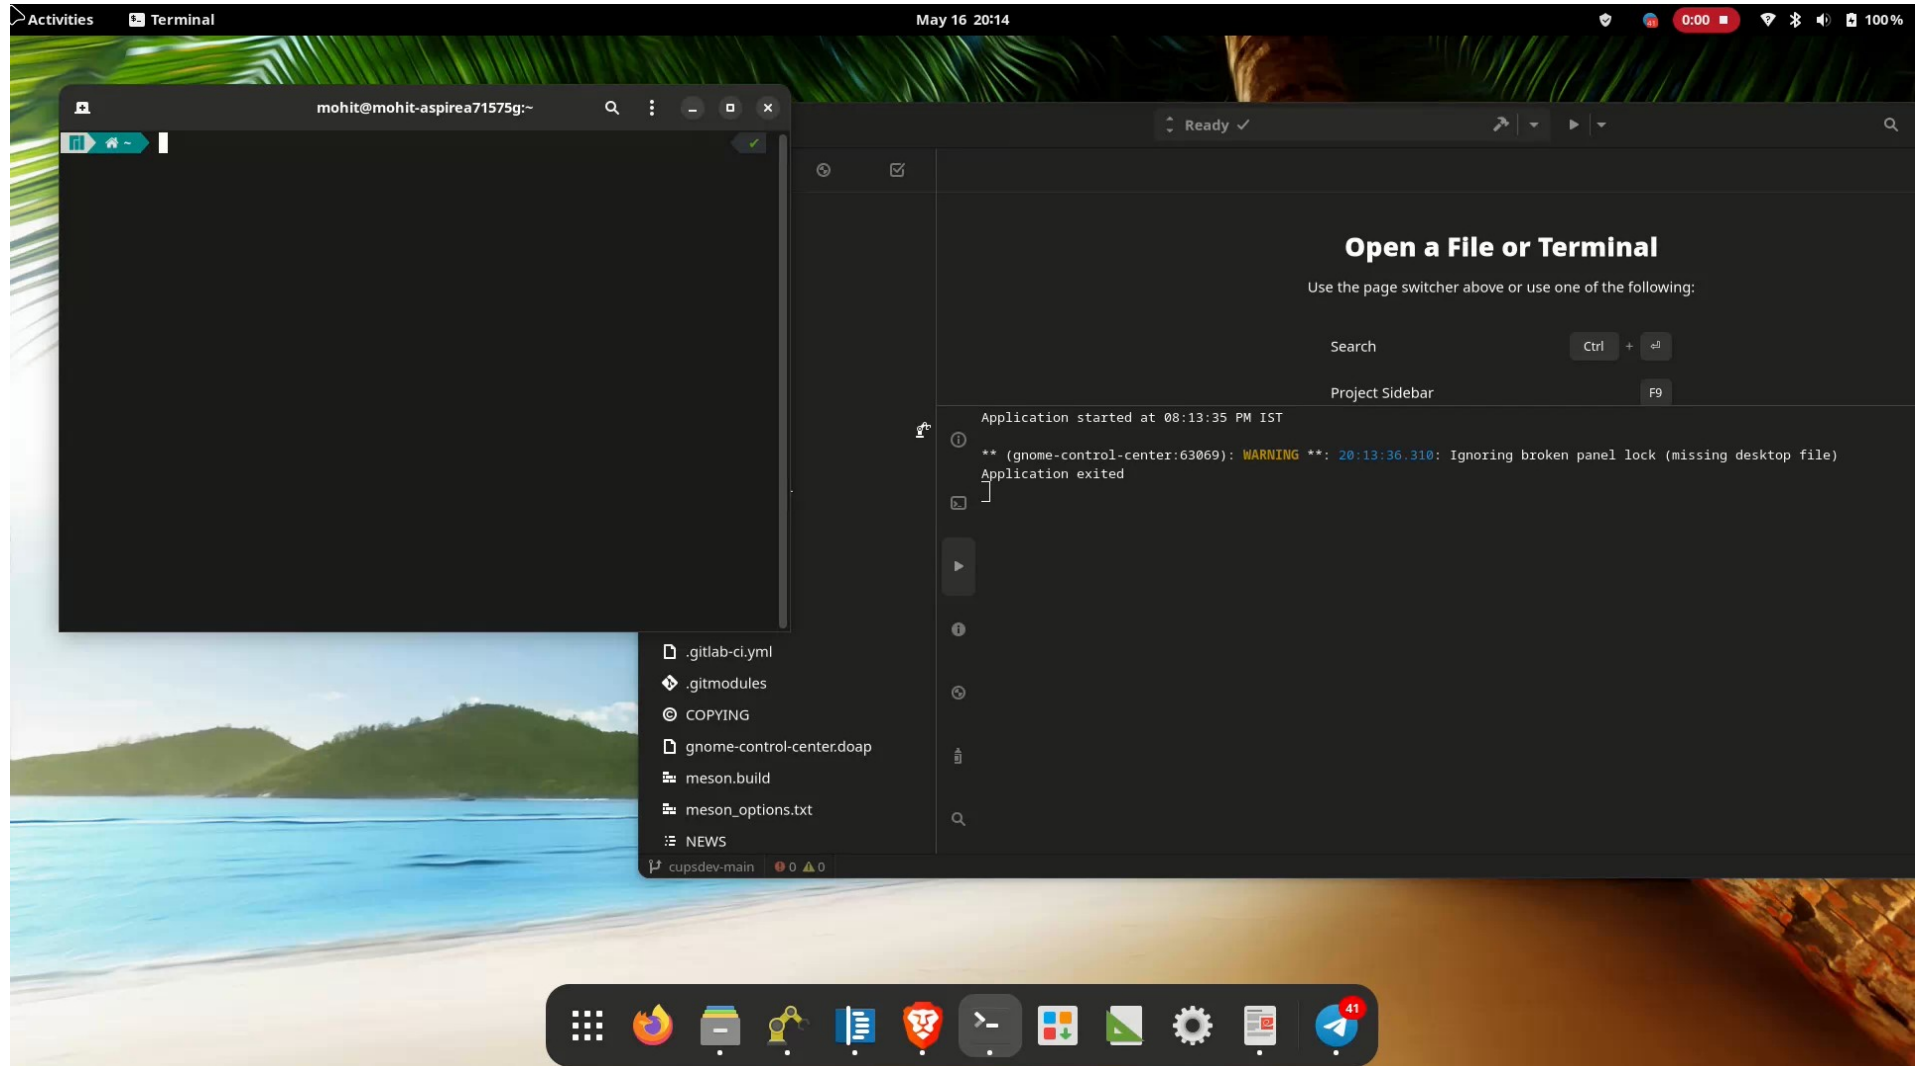 Activities
Terminal
May 16 20:14
41
0:00
100 %
mohit@mohit-aspirea71575g:~
~
Ready
Open a File or Terminal
Use the page switcher above or use one of the following:
Search
Ctrl + ⏎
Project Sidebar
F9
Application started at 08:13:35 PM IST
** (gnome-control-center:63069): WARNING **: 20:13:36.310: Ignoring broken panel lock (missing desktop file)
Application exited
.gitlab-ci.yml
.gitmodules
COPYING
gnome-control-center.doap
meson.build
meson_options.txt
NEWS
cupsdev-main
0
0
41